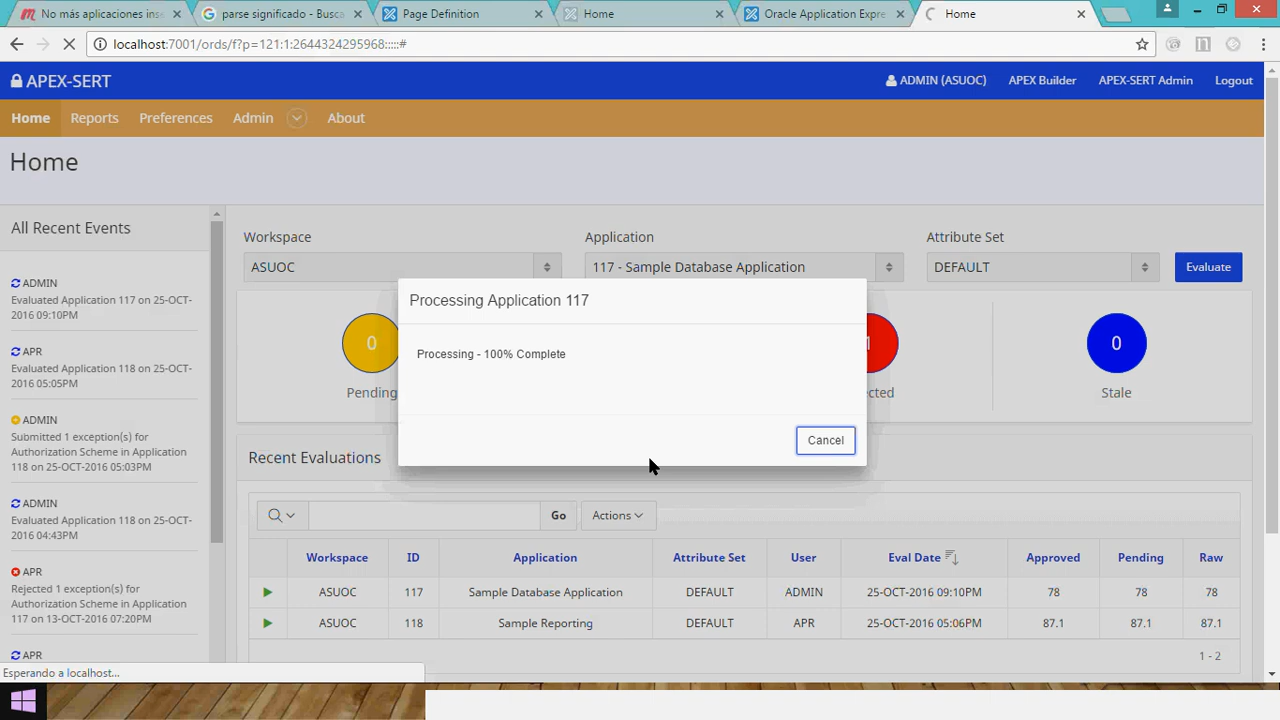 No más aplicaciones ins
parse significado - Busca
Page Definition
Home
Oracle Application Expre
Home
localhost:7001/ords/f?p=121:1:2644324295968:::::#
APEX-SERT
ADMIN (ASUOC)
APEX Builder
APEX-SERT Admin
Logout
Home
Reports
Preferences
Admin
About
Home
All Recent Events
ADMIN
Evaluated Application 117 on 25-OCT-
2016 09:10PM
APR
Evaluated Application 118 on 25-OCT-
2016 05:05PM
ADMIN
Submitted 1 exception(s) for
Authorization Scheme in Application
118 on 25-OCT-2016 05:03PM
ADMIN
Evaluated Application 118 on 25-OCT-
2016 04:43PM
APR
Rejected 1 exception(s) for
Authorization Scheme in Application
117 on 13-OCT-2016 07:20PM
APR
Workspace
Application
Attribute Set
ASUOC
117 - Sample Database Application
DEFAULT
Evaluate
0
1
0
Pending
cted
Stale
Processing Application 117
Processing - 100% Complete
Cancel
Recent Evaluations
Go
Actions
Workspace ID Application Attribute Set User Eval Date Approved Pending Raw
ASUOC 117 Sample Database Application DEFAULT ADMIN 25-OCT-2016 09:10PM 78 78 78
ASUOC 118 Sample Reporting DEFAULT APR 25-OCT-2016 05:06PM 87.1 87.1 87.1
1 - 2
Esperando a localhost...